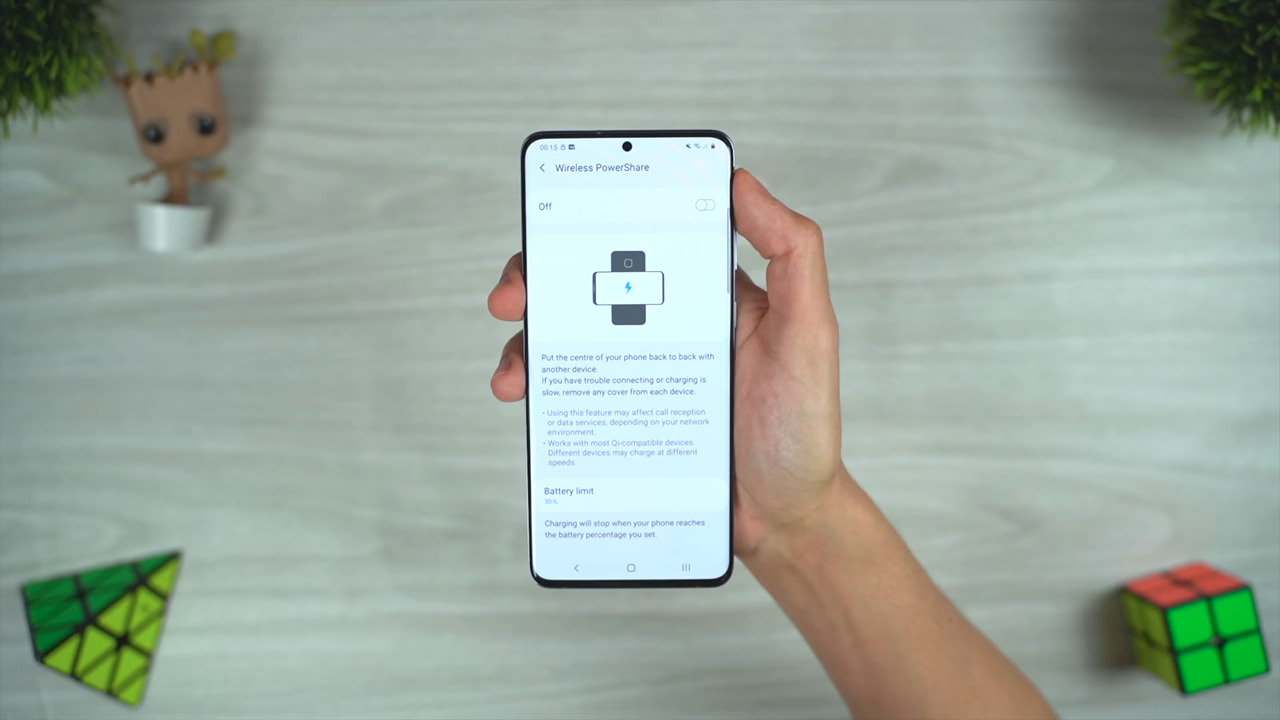 00:15
Wireless PowerShare
Off
Put the centre of your phone back to back with
another device.
If you have trouble connecting or charging is
slow, remove any cover from each device.
• Using this feature may affect call reception
or data services, depending on your network
environment.
• Works with most Qi-compatible devices.
Different devices may charge at different
speeds.
Battery limit
30%
Charging will stop when your phone reaches
the battery percentage you set.